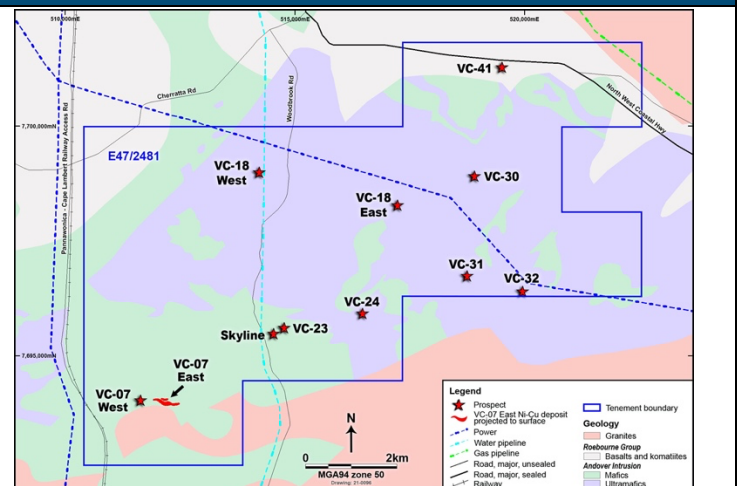 510,000mE
515,000mE
520,000mE
VC-41
Cherratta Rd
Woodbrook Rd
North West Coastal Hwy
7,700,000mN
E47/2481
Pannawonica - Cape Lambert Railway Access Rd
VC-18
West
VC-30
VC-18
East
VC-31
VC-32
VC-24
VC-23
Skyline
7,695,000mN
VC-07
East
VC-07
West
N
0 2km
MGA94 zone 50
Legend
Prospect
VC-07 East Ni-Cu deposit
projected to surface
Power
Water pipeline
Gas pipeline
Road, major, unsealed
Road, major, sealed
Railway
Tenement boundary
Geology
Granites
Roebourne Group
Basalts and komatiites
Andover Intrusion
Mafics
Ultramafics